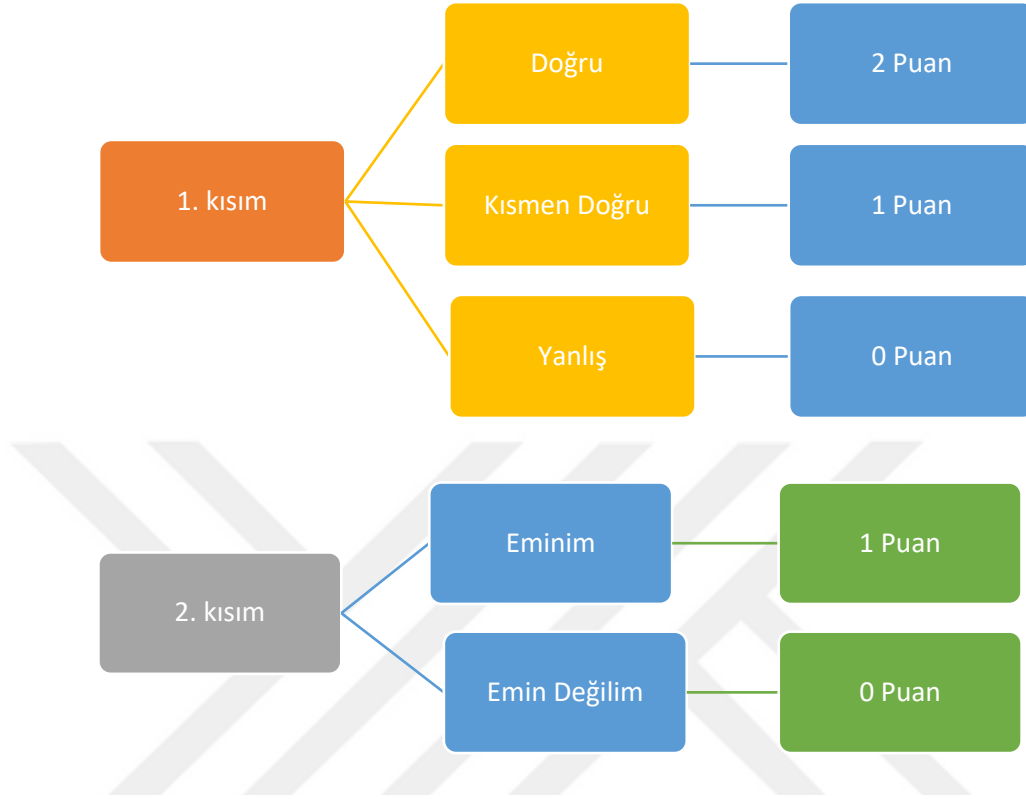 Doğru
2 Puan
1. kısım
Kısmen Doğru
1 Puan
Yanlış
0 Puan
Eminim
1 Puan
2. kısım
Emin Değilim
0 Puan